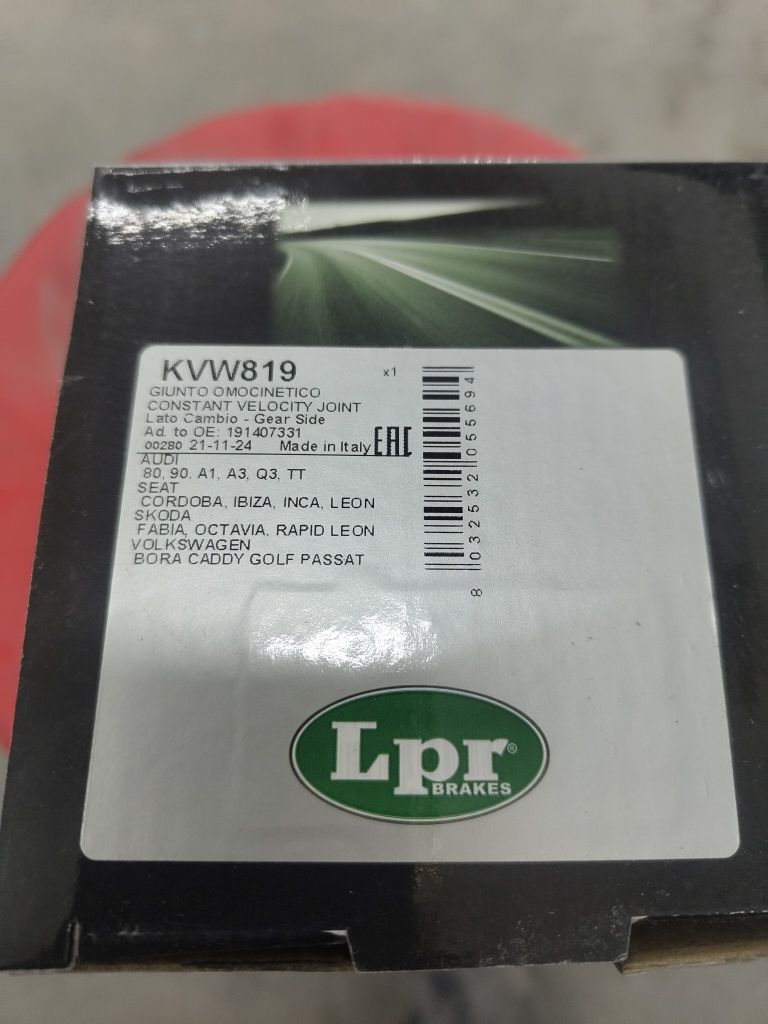 KVW819 x1
GIUNTO OMOCINETICO
CONSTANT VELOCITY JOINT
Lato Cambio - Gear Side
Ad. to OE: 191407331
00280 21-11-24 Made in Italy EAC
AUDI
80, 90. A1, A3, Q3, TT
SEAT
CORDOBA, IBIZA, INCA, LEON
SKODA
FABIA, OCTAVIA, RAPID LEON
VOLKSWAGEN
BORA CADDY GOLF PASSAT
8 032532 055694
Lpr®
BRAKES